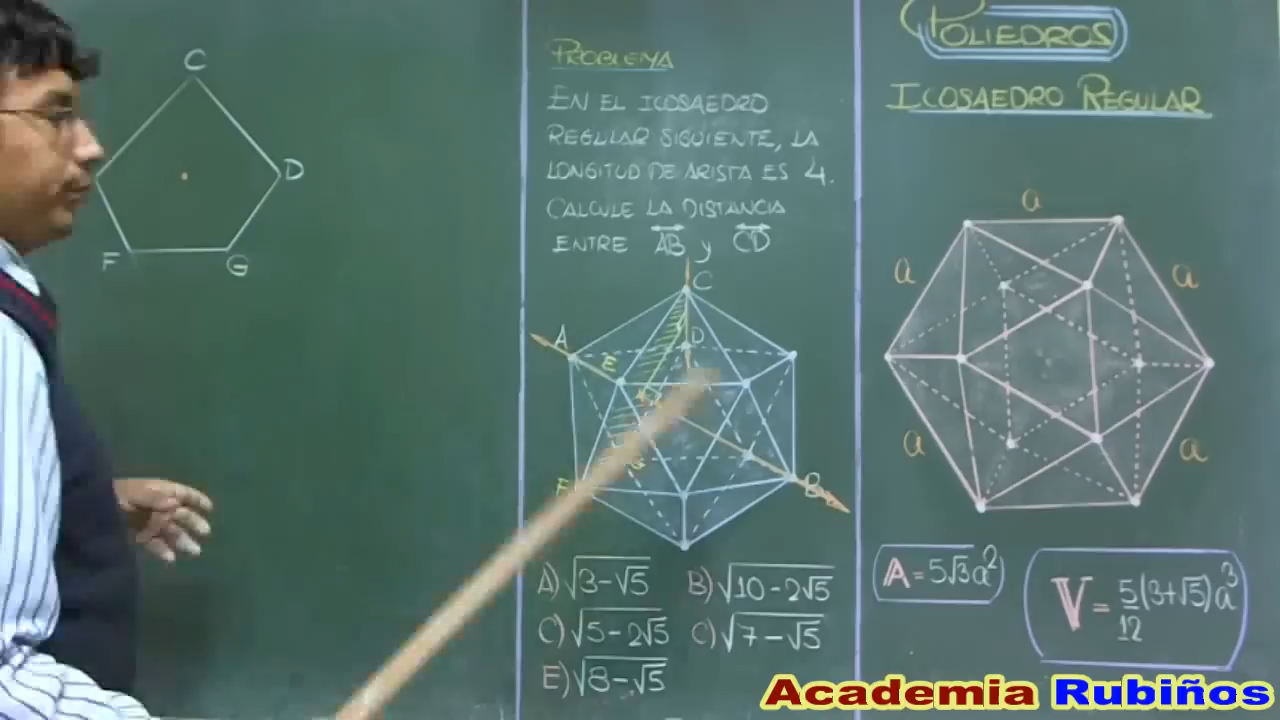 C
D
F
G
PROBLEMA
EN EL ICOSAEDRO
REGULAR SIGUIENTE, LA
LONGITUD DE ARISTA ES 4.
CALCULE LA DISTANCIA
ENTRE AB y CD
C
A
D
E
G
F
B
A) √3-√5
B) √10-2√5
C) √5-2√5
C) √7-√5
E) √8-√5
POLIEDROS
ICOSAEDRO REGULAR
a
a
a
a
a
A = 5√3a²
V = 5/12 (3+√5)a³
Academia Rubiños